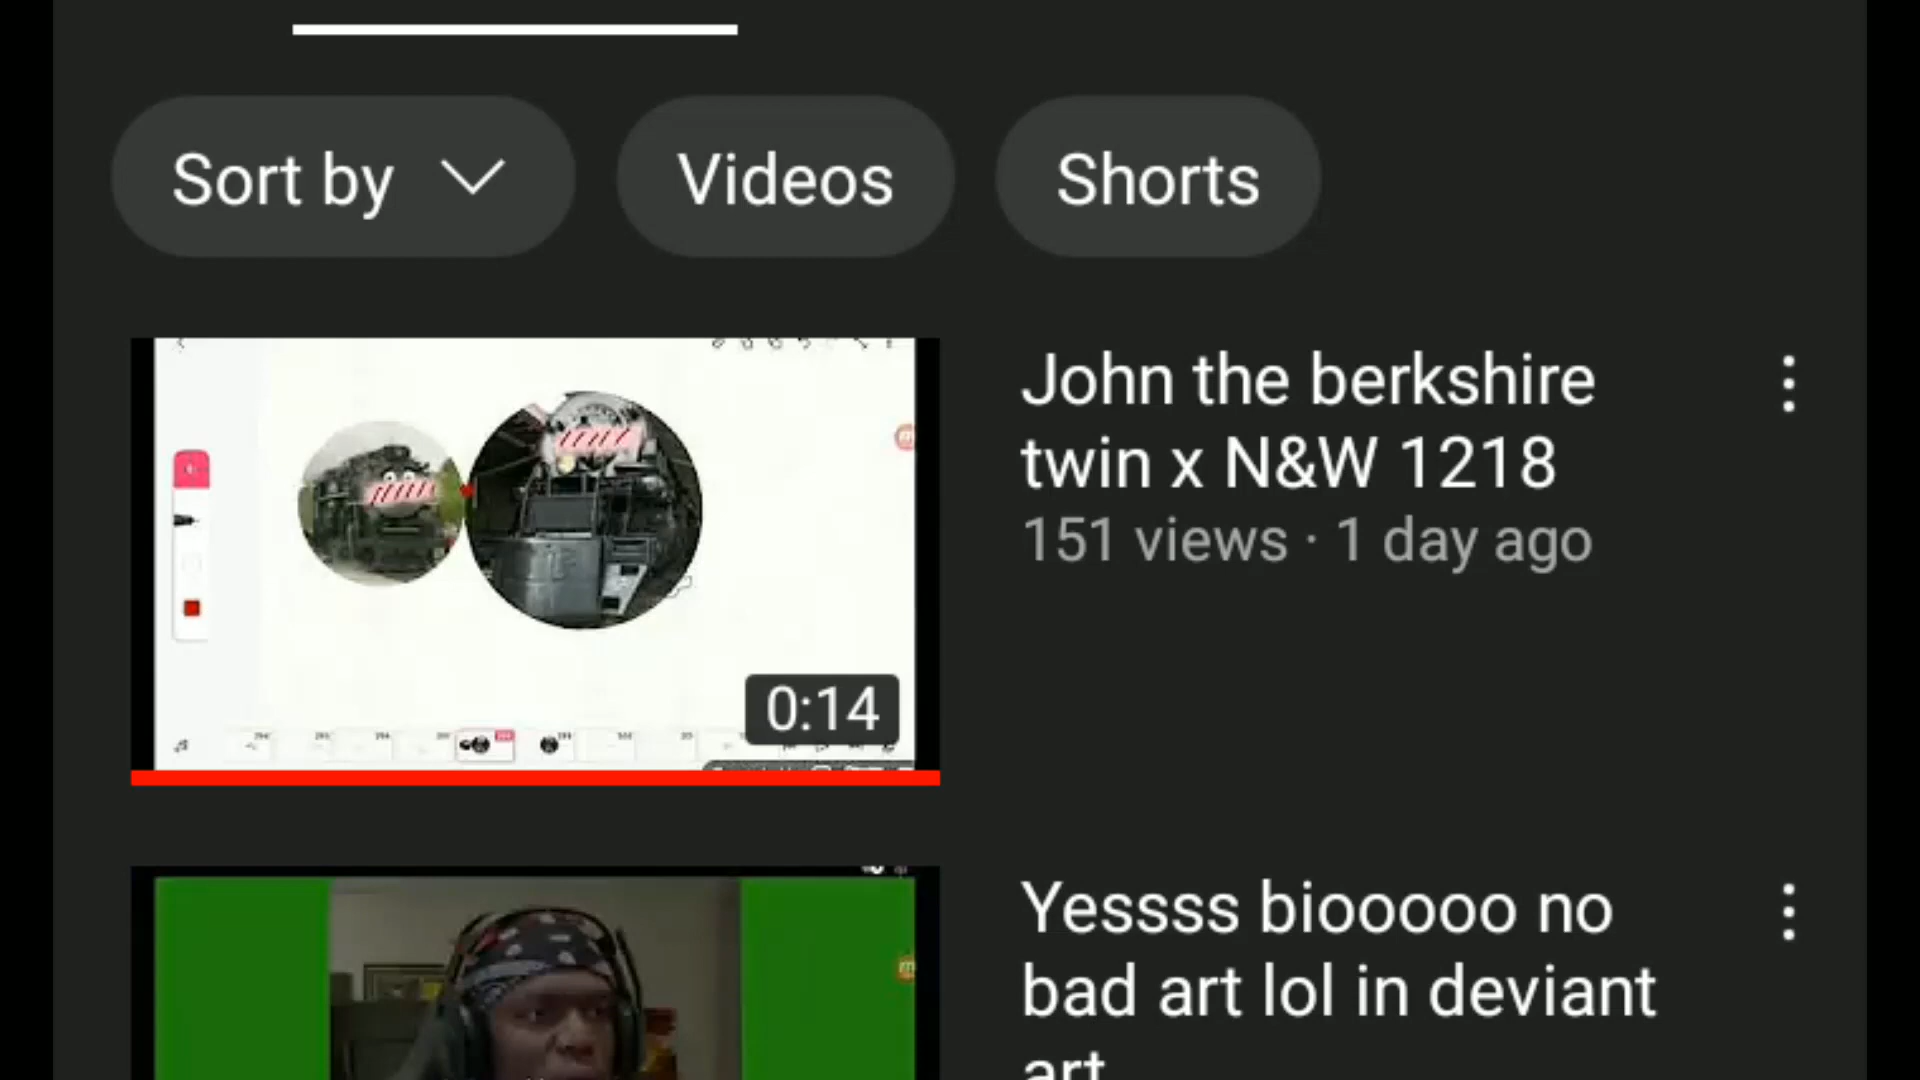 Sort by
Videos
Shorts
John the berkshire
twin x N&W 1218
151 views · 1 day ago
0:14
Yessss biooooo no
bad art lol in deviant
art